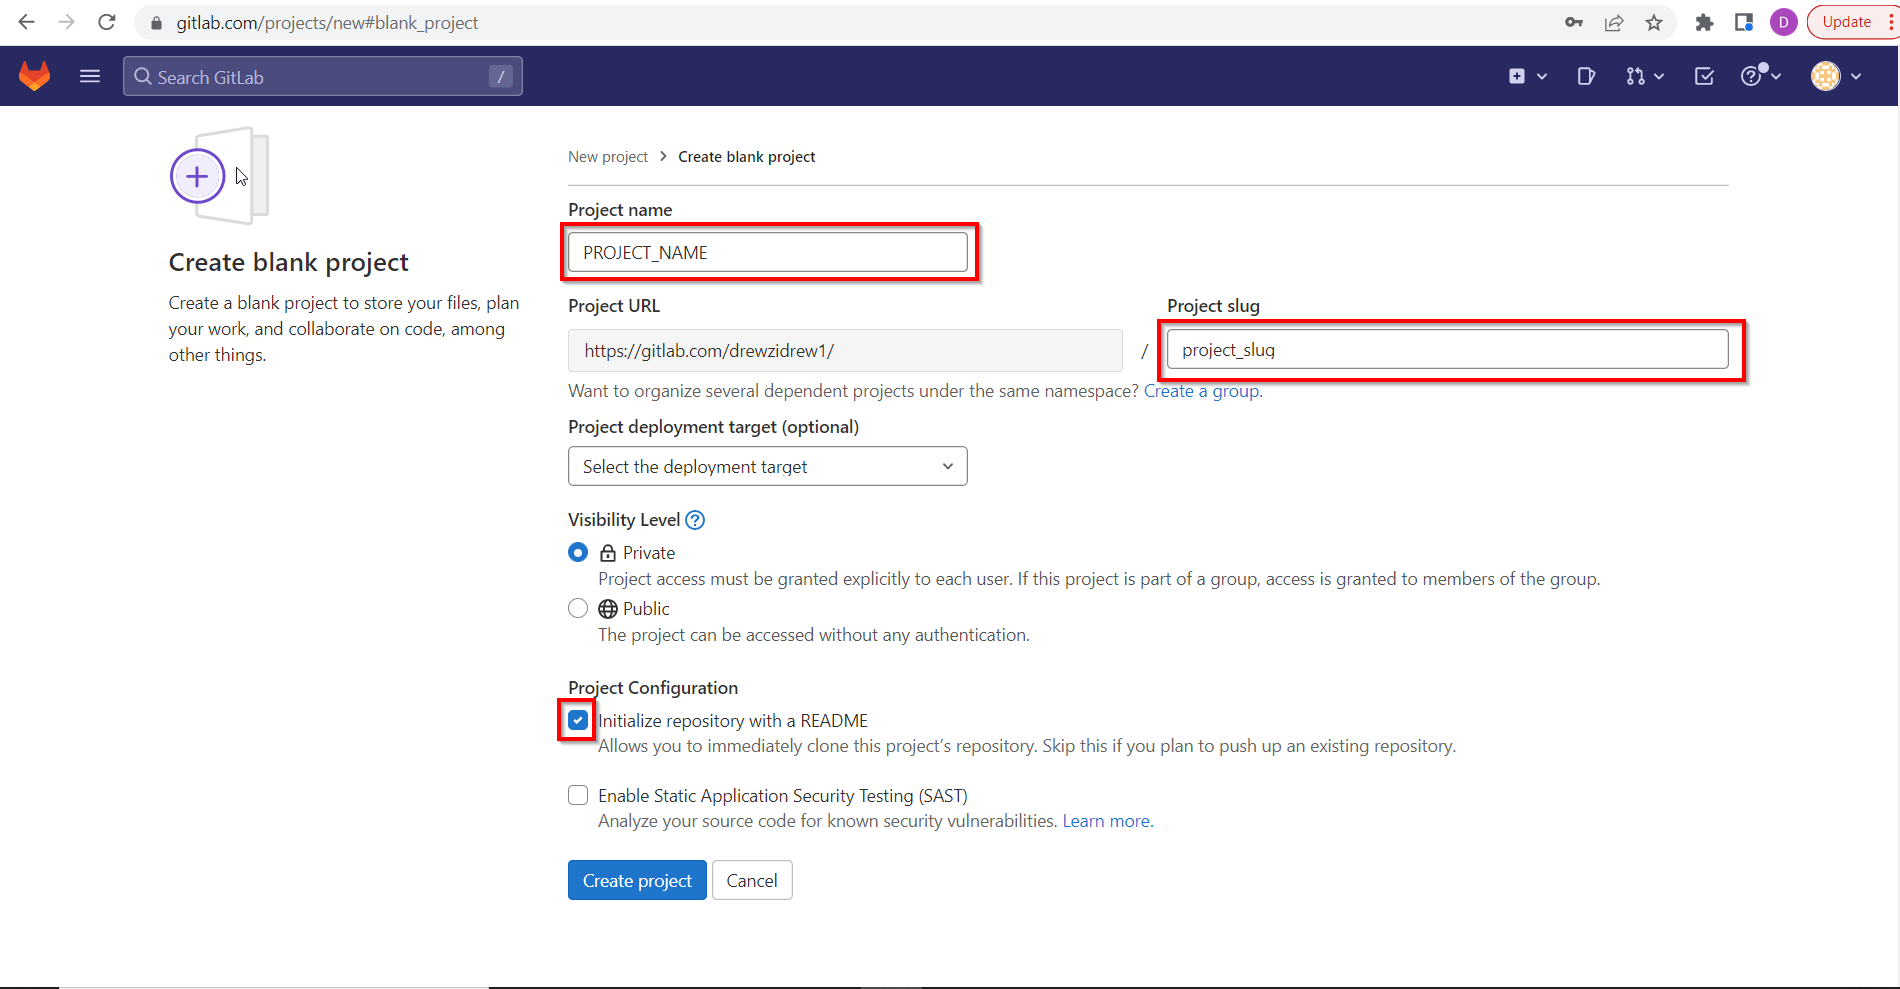 gitlab.com/projects/new#blank_project
D
Update
Search GitLab
/
New project > Create blank project
Create blank project
Create a blank project to store your files, plan
your work, and collaborate on code, among
other things.
Project name
PROJECT_NAME
Project URL
Project slug
https://gitlab.com/drewzidrew1/
/
project_slug
Want to organize several dependent projects under the same namespace? Create a group.
Project deployment target (optional)
Select the deployment target
Visibility Level
Private
Project access must be granted explicitly to each user. If this project is part of a group, access is granted to members of the group.
Public
The project can be accessed without any authentication.
Project Configuration
Initialize repository with a README
Allows you to immediately clone this project's repository. Skip this if you plan to push up an existing repository.
Enable Static Application Security Testing (SAST)
Analyze your source code for known security vulnerabilities. Learn more.
Create project
Cancel